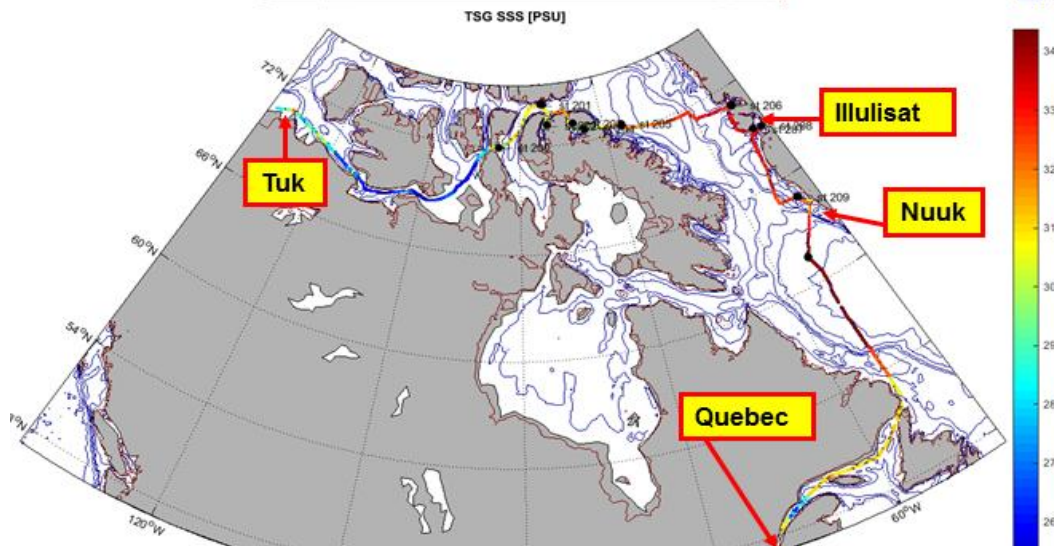 TSG SSS [PSU]
72°N
66°N
60°N
54°N
120°W
60°W
st 201
st 205
st 206
st 209
Illulisat
Tuk
Nuuk
Quebec
34
33
32
31
30
29
28
27
26